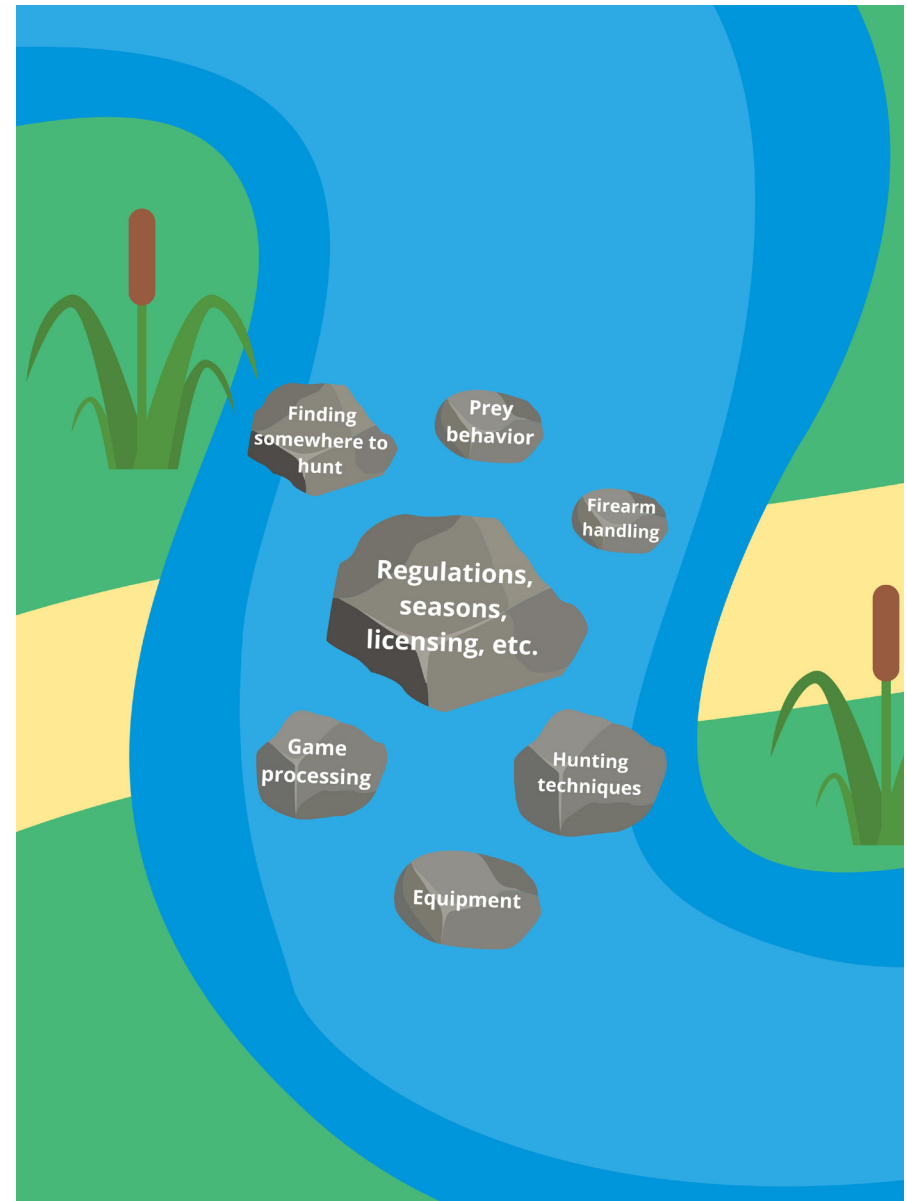 Finding
somewhere to
hunt
Prey
behavior
Firearm
handling
Regulations,
seasons,
licensing, etc.
Game
processing
Hunting
techniques
Equipment